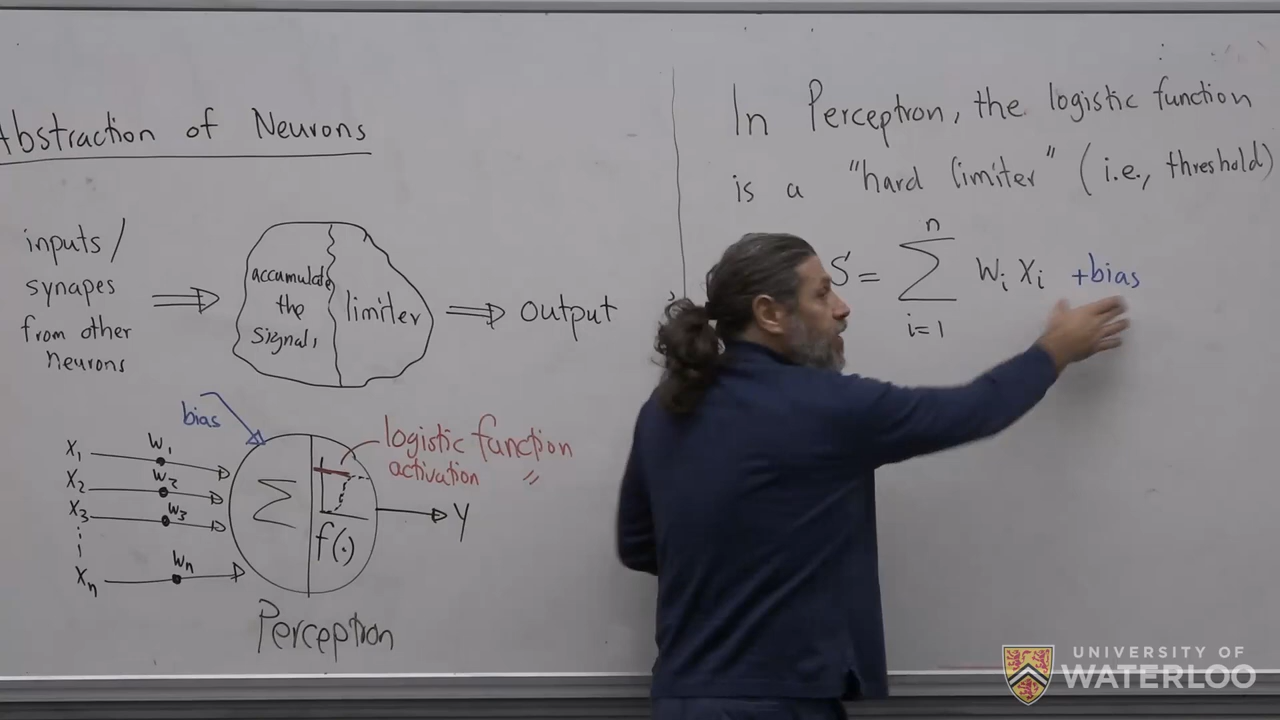 Abstraction of Neurons
inputs/
synapes
from other
neurons
accumulate
the
signals
limiter
output
bias
X1
W1
X2
W2
X3
W3
Xn
Wn
Σ
f(·)
logistic function
activation "
y
Perception
In Perceptron, the logistic function
is a "hard limiter" (i.e., threshold)
S = Σ Wi Xi +bias
n
i=1
UNIVERSITY OF
WATERLOO